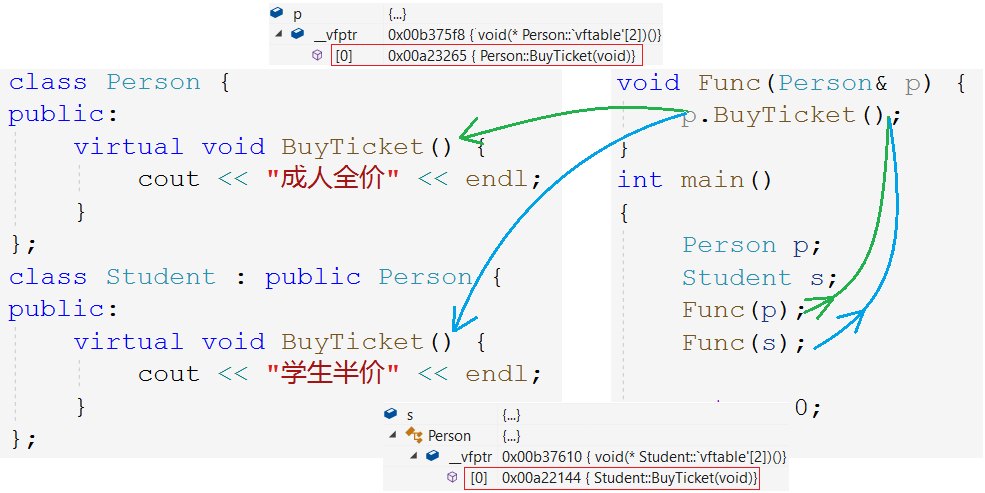 p {...}
__vfptr 0x00b375f8 { void(* Person::`vftable'[2])()}
[0] 0x00a23265 { Person::BuyTicket(void)}
class Person {
public:
virtual void BuyTicket() {
cout << "成人全价" << endl;
}
};
class Student : public Person {
public:
virtual void BuyTicket() {
cout << "学生半价" << endl;
}
};
void Func(Person& p) {
p.BuyTicket();
}
int main()
{
Person p;
Student s;
Func(p);
Func(s);
0;
s {...}
Person {...}
__vfptr 0x00b37610 { void(* Student::`vftable'[2])()}
[0] 0x00a22144 { Student::BuyTicket(void)}